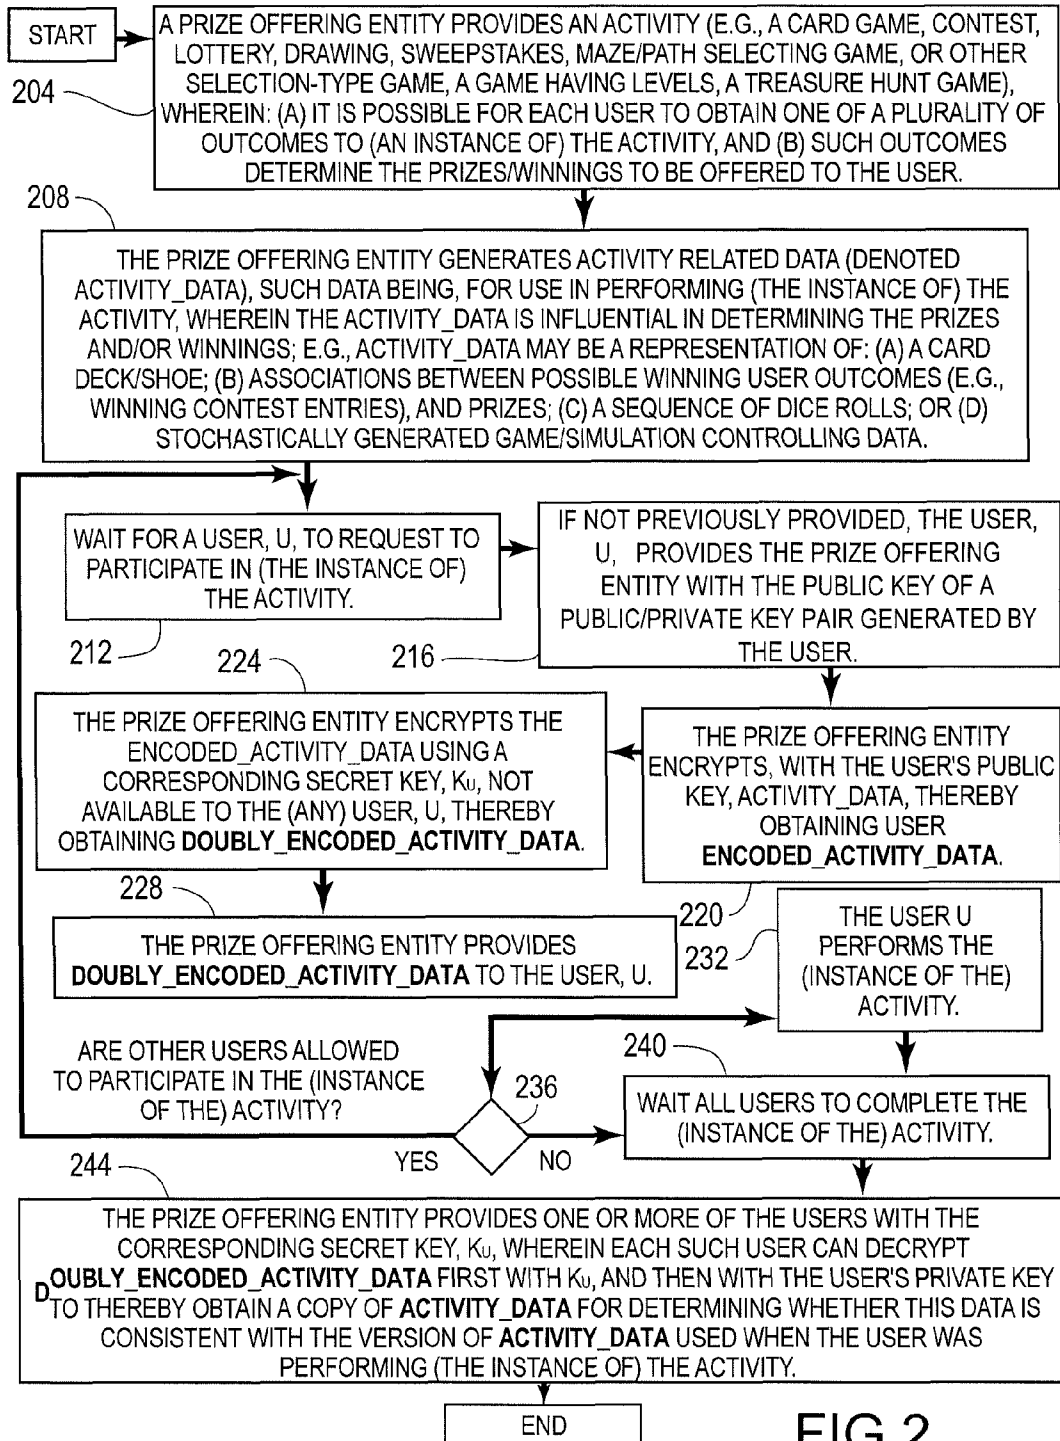 START
A PRIZE OFFERING ENTITY PROVIDES AN ACTIVITY (E.G., A CARD GAME, CONTEST,
LOTTERY, DRAWING, SWEEPSTAKES, MAZE/PATH SELECTING GAME, OR OTHER
SELECTION-TYPE GAME, A GAME HAVING LEVELS, A TREASURE HUNT GAME),
WHEREIN: (A) IT IS POSSIBLE FOR EACH USER TO OBTAIN ONE OF A PLURALITY OF
OUTCOMES TO (AN INSTANCE OF) THE ACTIVITY, AND (B) SUCH OUTCOMES
DETERMINE THE PRIZES/WINNINGS TO BE OFFERED TO THE USER.
204
208
THE PRIZE OFFERING ENTITY GENERATES ACTIVITY RELATED DATA (DENOTED
ACTIVITY_DATA), SUCH DATA BEING, FOR USE IN PERFORMING (THE INSTANCE OF) THE
ACTIVITY, WHEREIN THE ACTIVITY_DATA IS INFLUENTIAL IN DETERMINING THE PRIZES
AND/OR WINNINGS; E.G., ACTIVITY_DATA MAY BE A REPRESENTATION OF: (A) A CARD
DECK/SHOE; (B) ASSOCIATIONS BETWEEN POSSIBLE WINNING USER OUTCOMES (E.G.,
WINNING CONTEST ENTRIES), AND PRIZES; (C) A SEQUENCE OF DICE ROLLS; OR (D)
STOCHASTICALLY GENERATED GAME/SIMULATION CONTROLLING DATA.
WAIT FOR A USER, U, TO REQUEST TO
PARTICIPATE IN (THE INSTANCE OF)
THE ACTIVITY.
212
IF NOT PREVIOUSLY PROVIDED, THE USER,
U, PROVIDES THE PRIZE OFFERING
ENTITY WITH THE PUBLIC KEY OF A
PUBLIC/PRIVATE KEY PAIR GENERATED BY
THE USER.
216
224
THE PRIZE OFFERING ENTITY ENCRYPTS THE
ENCODED_ACTIVITY_DATA USING A
CORRESPONDING SECRET KEY, KU, NOT
AVAILABLE TO THE (ANY) USER, U, THEREBY
OBTAINING DOUBLY_ENCODED_ACTIVITY_DATA.
THE PRIZE OFFERING ENTITY
ENCRYPTS, WITH THE USER'S PUBLIC
KEY, ACTIVITY_DATA, THEREBY
OBTAINING USER
ENCODED_ACTIVITY_DATA.
220
228
THE PRIZE OFFERING ENTITY PROVIDES
DOUBLY_ENCODED_ACTIVITY_DATA TO THE USER, U.
232
THE USER U
PERFORMS THE
(INSTANCE OF THE)
ACTIVITY.
ARE OTHER USERS ALLOWED
TO PARTICIPATE IN THE (INSTANCE
OF THE) ACTIVITY?
236
YES
NO
240
WAIT ALL USERS TO COMPLETE THE
(INSTANCE OF THE) ACTIVITY.
244
THE PRIZE OFFERING ENTITY PROVIDES ONE OR MORE OF THE USERS WITH THE
CORRESPONDING SECRET KEY, KU, WHEREIN EACH SUCH USER CAN DECRYPT
DOUBLY_ENCODED_ACTIVITY_DATA FIRST WITH KU, AND THEN WITH THE USER'S PRIVATE KEY
TO THEREBY OBTAIN A COPY OF ACTIVITY_DATA FOR DETERMINING WHETHER THIS DATA IS
CONSISTENT WITH THE VERSION OF ACTIVITY_DATA USED WHEN THE USER WAS
PERFORMING (THE INSTANCE OF) THE ACTIVITY.
END
FIG.2